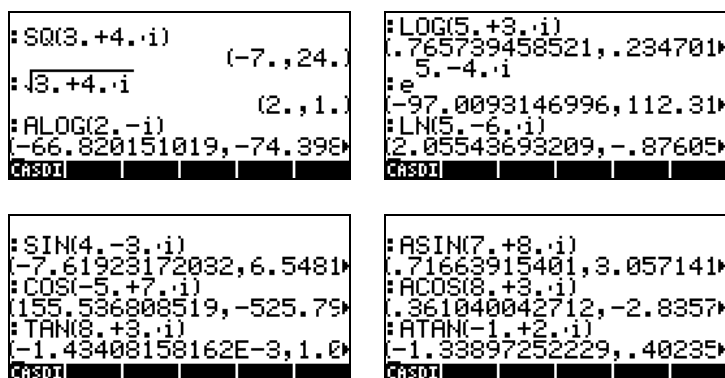 :SQ(3.+4.·i)
(-7.,24.)
:√3.+4.·i
(2.,1.)
:ALOG(2.-i)
(-66.820151019,-74.398▶
CASDI
:LOG(5.+3.·i)
(.765739458521,.234701▶
:e^5.-4.·i
(-97.0093146996,112.31▶
:LN(5.-6.·i)
(2.05543693209,-.87605▶
CASDI
:SIN(4.-3.·i)
(-7.61923172032,6.5481▶
:COS(-5.+7.·i)
(155.536808519,-525.79▶
:TAN(8.+3.·i)
(-1.43408158162E-3,1.0▶
CASDI
:ASIN(7.+8.·i)
(.71663915401,3.057141▶
:ACOS(8.+3.·i)
(.361040042712,-2.8357▶
:ATAN(-1.+2.·i)
(-1.33897252229,.40235▶
CASDI